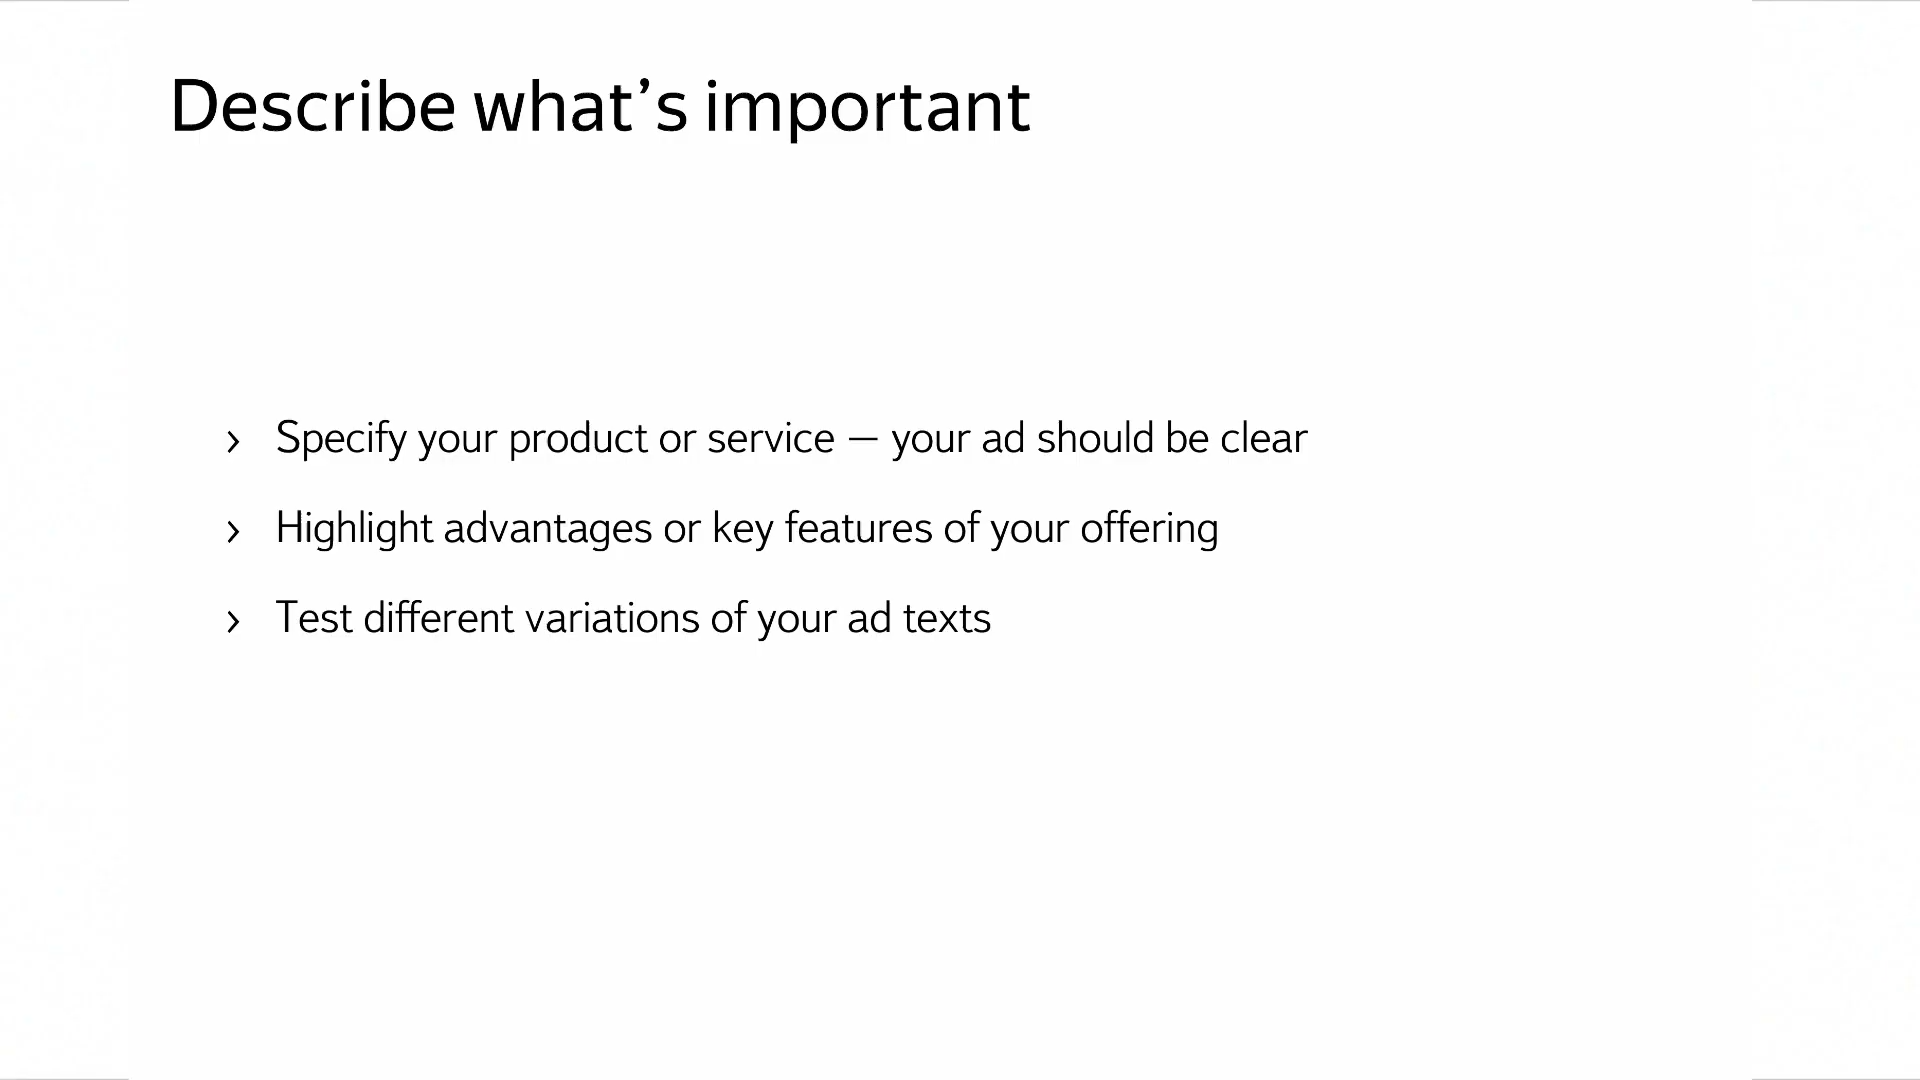 Describe what’s important
› Specify your product or service — your ad should be clear
› Highlight advantages or key features of your offering
› Test different variations of your ad texts